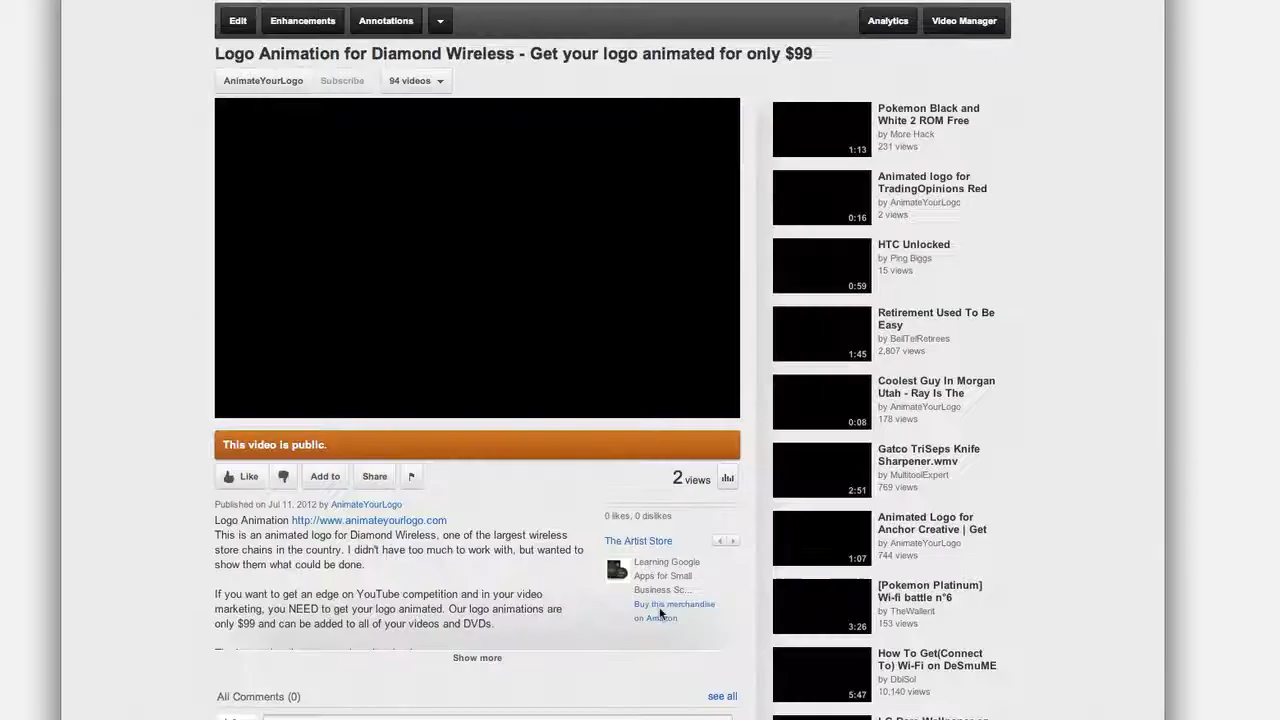 Edit
Enhancements
Annotations
Analytics
Video Manager
Logo Animation for Diamond Wireless - Get your logo animated for only $99
AnimateYourLogo
Subscribe
94 videos
This video is public.
Like
Add to
Share
2 views
Published on Jul 11, 2012 by AnimateYourLogo
Logo Animation http://www.animateyourlogo.com
This is an animated logo for Diamond Wireless, one of the largest wireless
store chains in the country. I didn't have too much to work with, but wanted to
show them what could be done.
If you want to get an edge on YouTube competition and in your video
marketing, you NEED to get your logo animated. Our logo animations are
only $99 and can be added to all of your videos and DVDs.
Show more
0 likes, 0 dislikes
The Artist Store
Learning Google
Apps for Small
Business Sc...
Buy this merchandise
on Amazon
All Comments (0)
see all
1:13
Pokemon Black and
White 2 ROM Free
by More Hack
231 views
0:16
Animated logo for
TradingOpinions Red
by AnimateYourLogo
2 views
0:59
HTC Unlocked
by Ping Biggs
15 views
1:45
Retirement Used To Be
Easy
by BellTelRetirees
2,807 views
0:08
Coolest Guy In Morgan
Utah - Ray Is The
by AnimateYourLogo
178 views
2:51
Gatco TriSeps Knife
Sharpener.wmv
by MultitoolExpert
769 views
1:07
Animated Logo for
Anchor Creative | Get
by AnimateYourLogo
744 views
3:26
[Pokemon Platinum]
Wi-fi battle n°6
by TheWallent
153 views
5:47
How To Get(Connect
To) Wi-Fi on DeSmuME
by DblSol
10,140 views